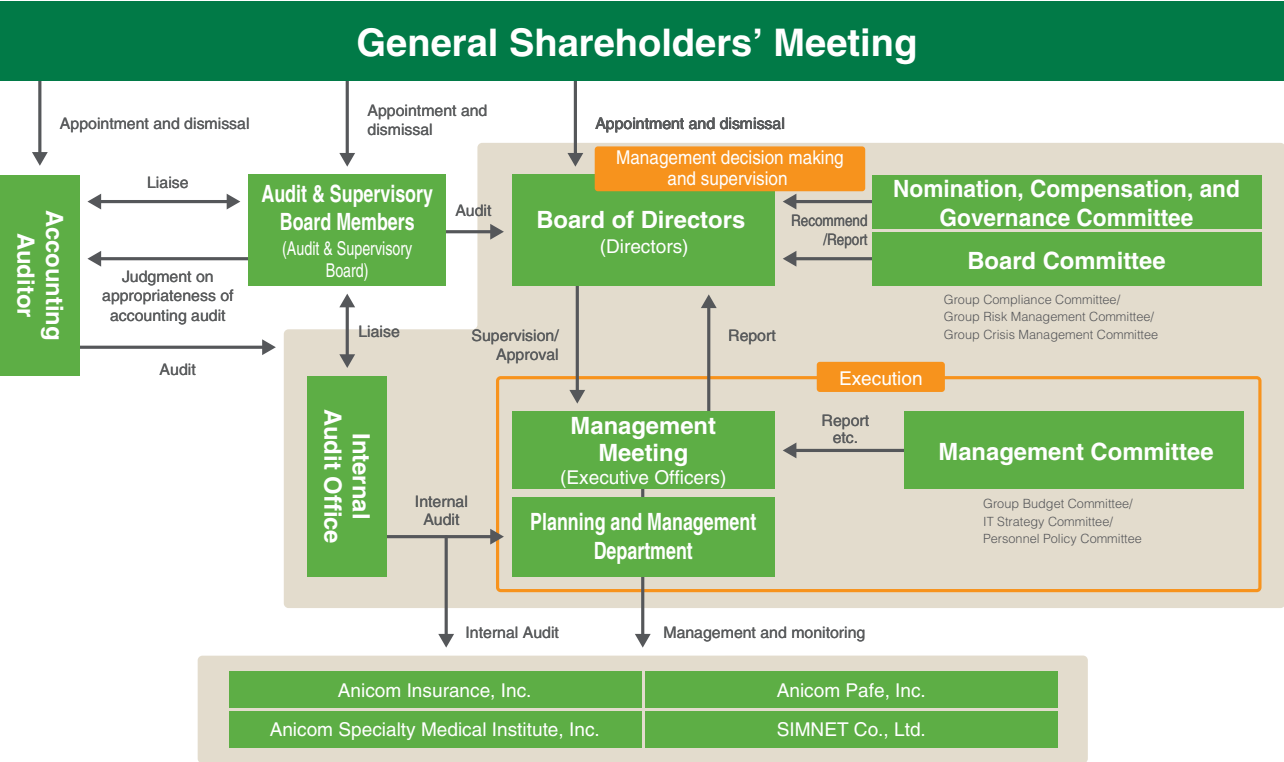 General Shareholders’ Meeting
Appointment and dismissal
Appointment and
dismissal
Appointment and dismissal
Management decision making
and supervision
Accounting
Auditor
Liaise
Audit & Supervisory
Board Members
(Audit & Supervisory
Board)
Audit
Board of Directors
(Directors)
Recommend
/Report
Nomination, Compensation, and
Governance Committee
Board Committee
Group Compliance Committee/
Group Risk Management Committee/
Group Crisis Management Committee
Judgment on
appropriateness of
accounting audit
Audit
Liaise
Supervision/
Approval
Report
Execution
Internal
Audit Office
Internal
Audit
Management
Meeting
(Executive Officers)
Planning and Management
Department
Report
etc.
Management Committee
Group Budget Committee/
IT Strategy Committee/
Personnel Policy Committee
Internal Audit
Management and monitoring
Anicom Insurance, Inc.
Anicom Pafe, Inc.
Anicom Specialty Medical Institute, Inc.
SIMNET Co., Ltd.